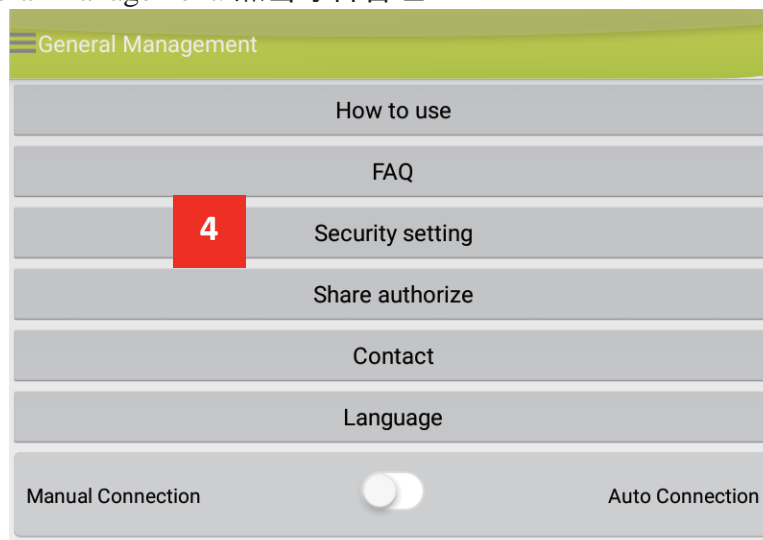 General Management
How to use
FAQ
4
Security setting
Share authorize
Contact
Language
Manual Connection
Auto Connection